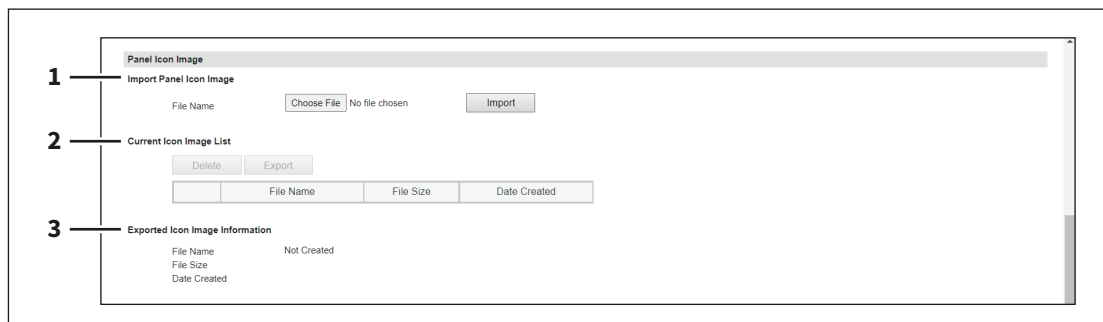 Panel Icon Image
1 Import Panel Icon Image
File Name Choose File No file chosen Import
2 Current Icon Image List
Delete Export
File Name File Size Date Created
3 Exported Icon Image Information
File Name Not Created
File Size
Date Created